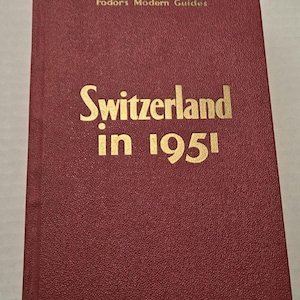 Fodor's Modern Guides
Switzerland
in 1951